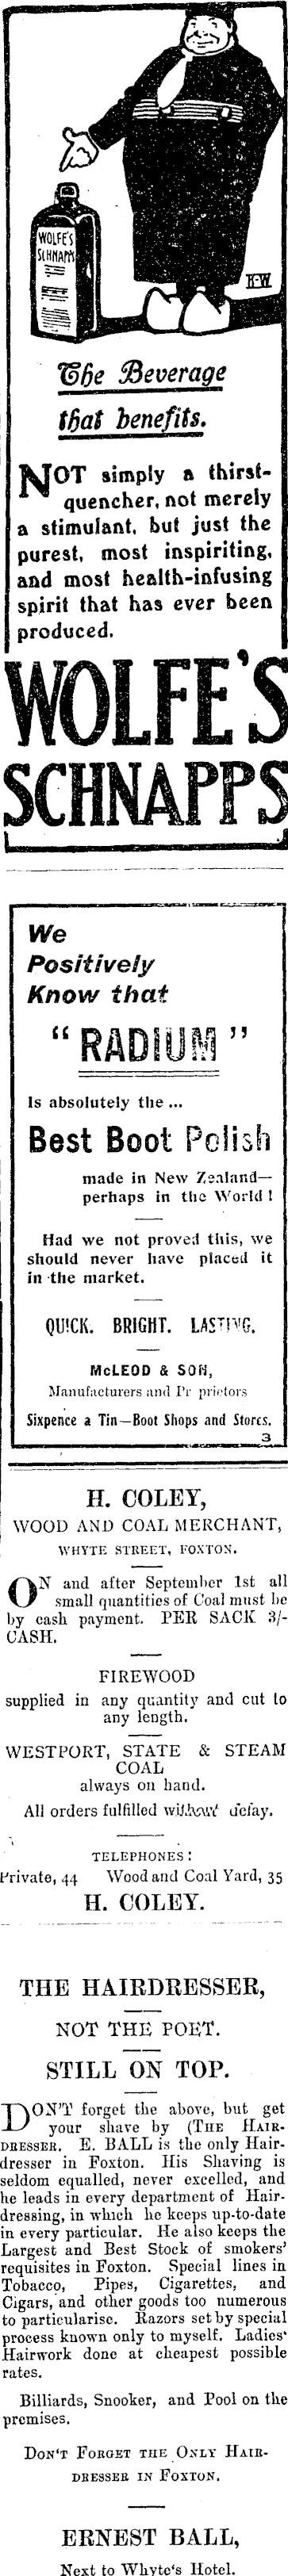 WOLFE'S
SCHNAPPS
H-W
The Beverage
that benefits.
NOT simply a thirst-
quencher, not merely
a stimulant, but just the
purest, most inspiriting,
and most health-infusing
spirit that has ever been
produced.
WOLFE'S
SCHNAPPS
We
Positively
Know that
"RADIUM"
Is absolutely the ...
Best Boot Polish
made in New Zealand—
perhaps in the World!
Had we not proved this, we
should never have placed it
in the market.
QUICK. BRIGHT. LASTING.
McLEOD & SON,
Manufacturers and Pr prietors
Sixpence a Tin—Boot Shops and Stores.
3
H. COLEY,
WOOD AND COAL MERCHANT,
WHYTE STREET, FOXTON.
ON and after September 1st all
small quantities of Coal must be
by cash payment. PER SACK 3/-
CASH.
FIREWOOD
supplied in any quantity and cut to
any length.
WESTPORT, STATE & STEAM
COAL
always on hand.
All orders fulfilled without delay.
TELEPHONES:
Private, 44 Wood and Coal Yard, 35
H. COLEY.
THE HAIRDRESSER,
NOT THE POET.
STILL ON TOP.
DON'T forget the above, but get
your shave by (THE HAIR-
DRESSER. E. BALL is the only Hair-
dresser in Foxton. His Shaving is
seldom equalled, never excelled, and
he leads in every department of Hair-
dressing, in which he keeps up-to-date
in every particular. He also keeps the
Largest and Best Stock of smokers'
requisites in Foxton. Special lines in
Tobacco, Pipes, Cigarettes, and
Cigars, and other goods too numerous
to particularise. Razors set by special
process known only to myself. Ladies'
Hairwork done at cheapest possible
rates.
Billiards, Snooker, and Pool on the
premises.
DON'T FORGET THE ONLY HAIR-
DRESSER IN FOXTON.
ERNEST BALL,
Next to Whyte's Hotel.